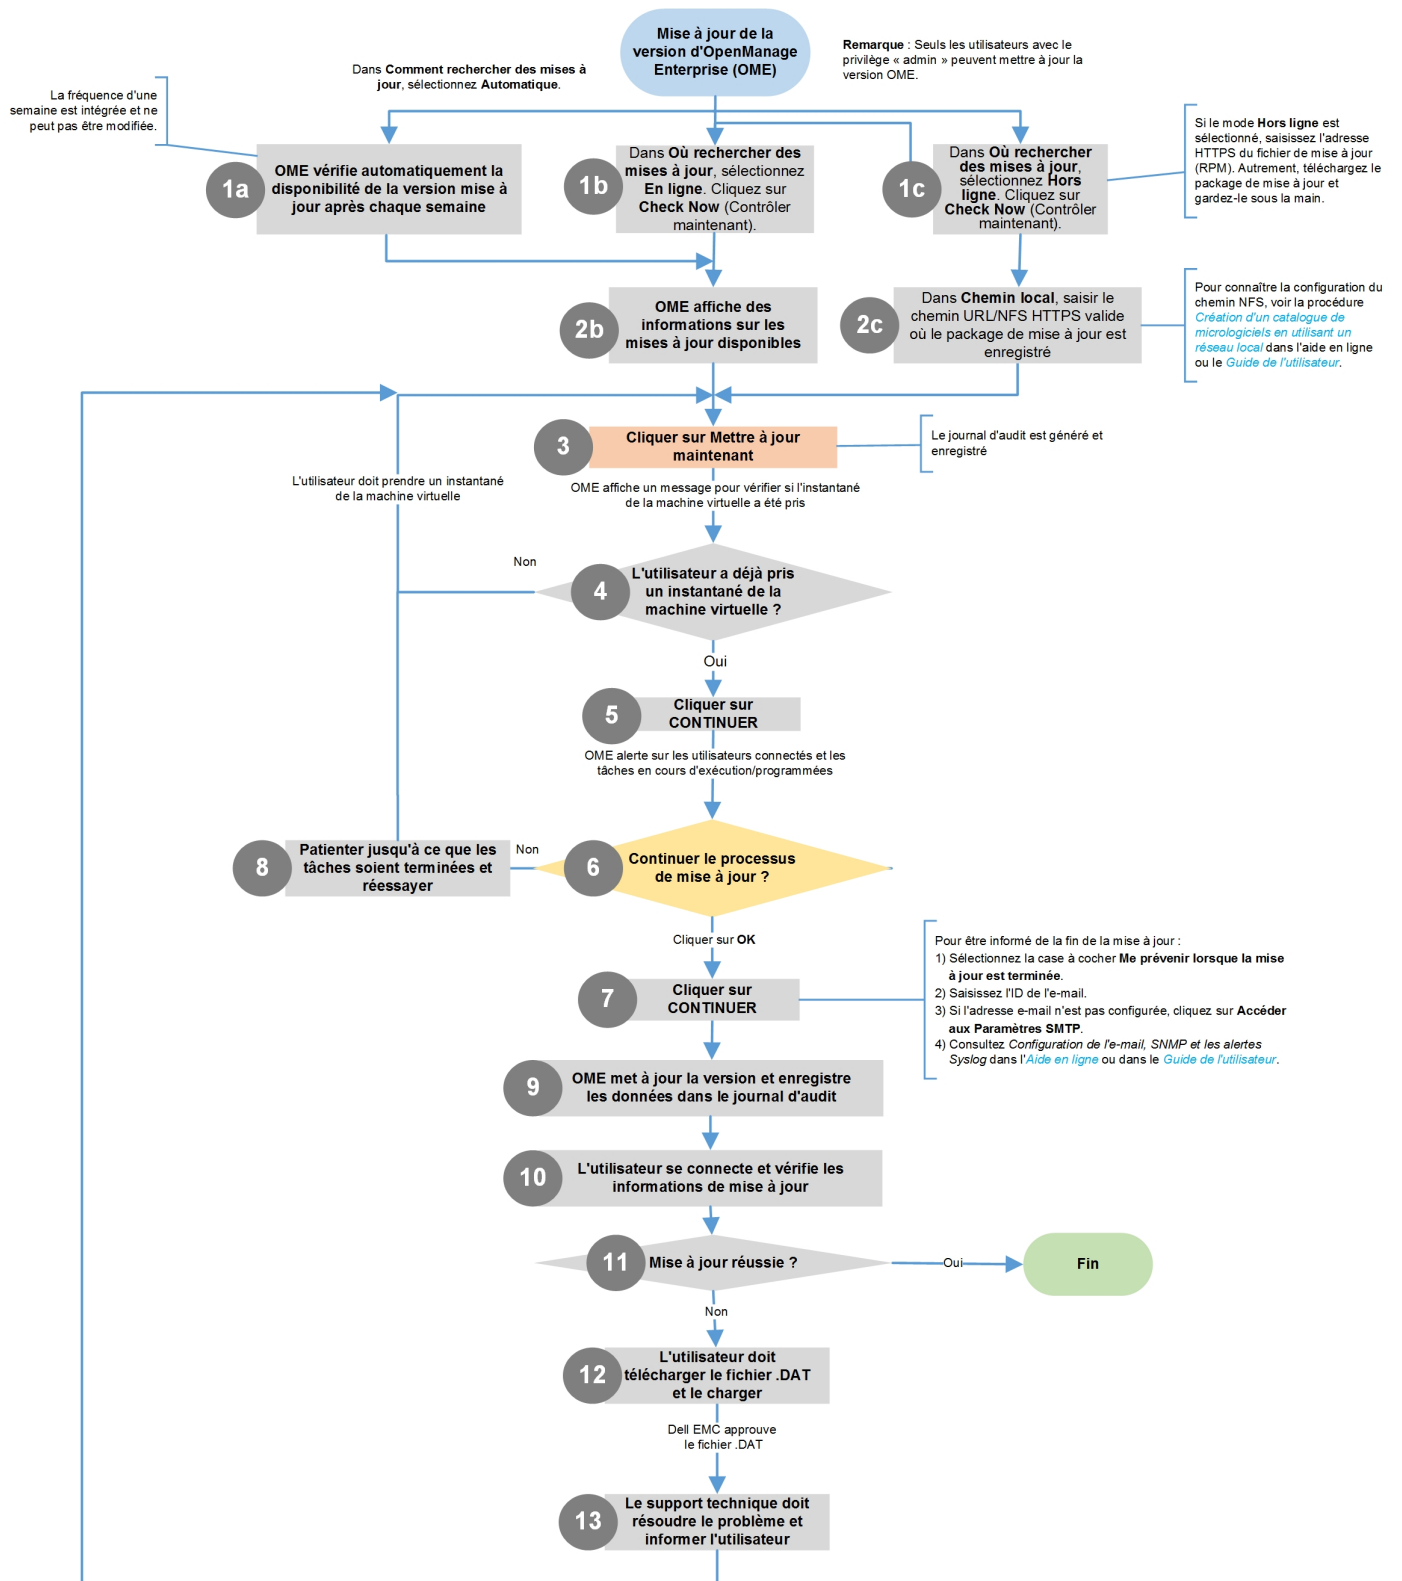 Mise à jour de la
version d'OpenManage
Enterprise (OME)
Remarque : Seuls les utilisateurs avec le
privilège « admin » peuvent mettre à jour la
version OME.
Dans Comment rechercher des mises à
jour, sélectionnez Automatique.
La fréquence d'une
semaine est intégrée et ne
peut pas être modifiée.
1a
OME vérifie automatiquement la
disponibilité de la version mise à
jour après chaque semaine
1b
Dans Où rechercher des
mises à jour, sélectionnez
En ligne. Cliquez sur
Check Now (Contrôler
maintenant).
1c
Dans Où rechercher
des mises à jour,
sélectionnez Hors
ligne. Cliquez sur
Check Now (Contrôler
maintenant).
Si le mode Hors ligne est
sélectionné, saisissez l'adresse
HTTPS du fichier de mise à jour
(RPM). Autrement, téléchargez le
package de mise à jour et
gardez-le sous la main.
2b
OME affiche des
informations sur les
mises à jour disponibles
2c
Dans Chemin local, saisir le
chemin URL/NFS HTTPS valide
où le package de mise à jour est
enregistré
Pour connaître la configuration du
chemin NFS, voir la procédure
Création d'un catalogue de
micrologiciels en utilisant un
réseau local dans l'aide en ligne
ou le Guide de l'utilisateur.
3
Cliquer sur Mettre à jour
maintenant
Le journal d'audit est généré et
enregistré
L'utilisateur doit prendre un instantané
de la machine virtuelle
OME affiche un message pour vérifier si l'instantané
de la machine virtuelle a été pris
Non
4
L'utilisateur a déjà pris
un instantané de la
machine virtuelle ?
Oui
5
Cliquer sur
CONTINUER
OME alerte sur les utilisateurs connectés et les
tâches en cours d'exécution/programmées
8
Patienter jusqu'à ce que les
tâches soient terminées et
réessayer
Non
6
Continuer le processus
de mise à jour ?
Cliquer sur OK
7
Cliquer sur
CONTINUER
Pour être informé de la fin de la mise à jour :
1) Sélectionnez la case à cocher Me prévenir lorsque la mise
à jour est terminée.
2) Saisissez l'ID de l'e-mail.
3) Si l'adresse e-mail n'est pas configurée, cliquez sur Accéder
aux Paramètres SMTP.
4) Consultez Configuration de l'e-mail, SNMP et les alertes
Syslog dans l'Aide en ligne ou dans le Guide de l'utilisateur.
9
OME met à jour la version et enregistre
les données dans le journal d'audit
10
L'utilisateur se connecte et vérifie les
informations de mise à jour
11
Mise à jour réussie ?
Oui
Fin
Non
12
L'utilisateur doit
télécharger le fichier .DAT
et le charger
Dell EMC approuve
le fichier .DAT
13
Le support technique doit
résoudre le problème et
informer l'utilisateur